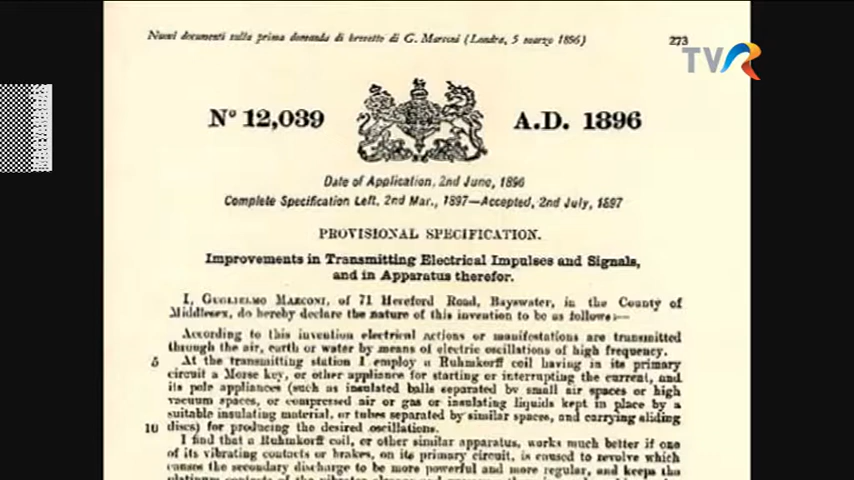 Nuovi documenti sulla prima domanda di brevetto di G. Marconi (Londra, 5 marzo 1896)
273
TVR
Nº 12,039
A.D. 1896
Date of Application, 2nd June, 1896
Complete Specification Left, 2nd Mar., 1897—Accepted, 2nd July, 1897
PROVISIONAL SPECIFICATION.
Improvements in Transmitting Electrical Impulses and Signals,
and in Apparatus therefor.
I, GUGLIELMO MARCONI, of 71 Hereford Road, Bayswater, in the County of
Middlesex, do hereby declare the nature of this invention to be as follows:—
According to this invention electrical actions or manifestations are transmitted
through the air, earth or water by means of electric oscillations of high frequency.
5 At the transmitting station I employ a Ruhmkorff coil having in its primary
circuit a Morse key, or other appliance for starting or interrupting the current, and
its pole appliances (such as insulated balls separated by small air spaces or high
vacuum spaces, or compressed air or gas or insulating liquids kept in place by a
suitable insulating material, or tubes separated by similar spaces, and carrying sliding
10 discs) for producing the desired oscillations.
I find that a Ruhmkorff coil, or other similar apparatus, works much better if one
of its vibrating contacts or brakes, on its primary circuit, is caused to revolve which
causes the secondary discharge to be more powerful and more regular, and keeps the